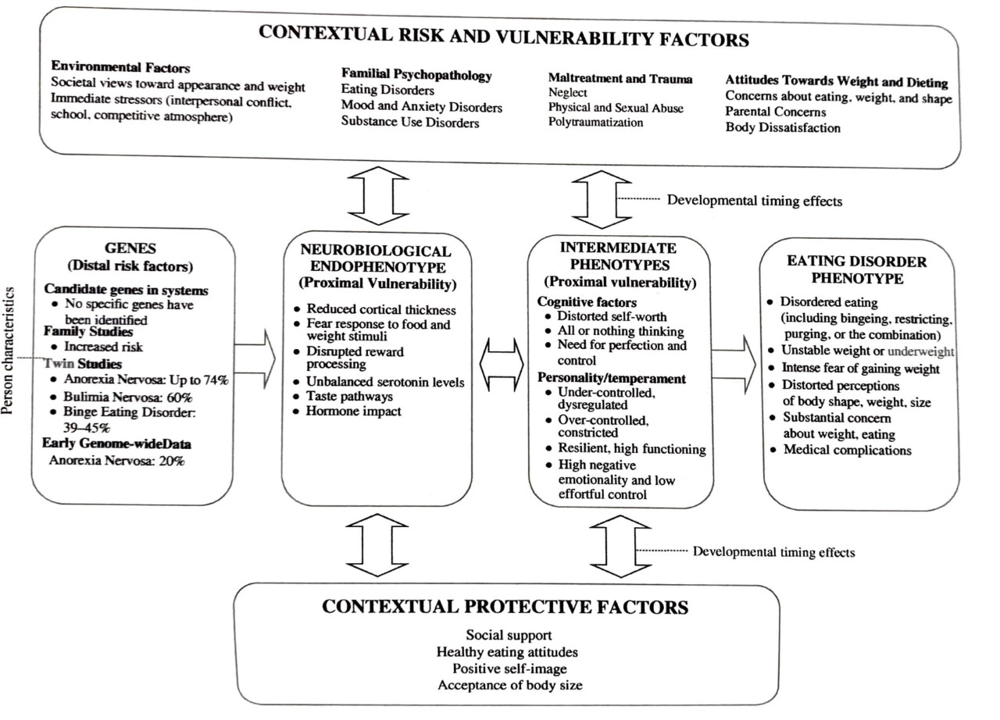 CONTEXTUAL RISK AND VULNERABILITY FACTORS
Environmental Factors
Societal views toward appearance and weight
Immediate stressors (interpersonal conflict,
school, competitive atmosphere)
Familial Psychopathology
Eating Disorders
Mood and Anxiety Disorders
Substance Use Disorders
Maltreatment and Trauma
Neglect
Physical and Sexual Abuse
Polytraumatization
Attitudes Towards Weight and Dieting
Concerns about eating, weight, and shape
Parental Concerns
Body Dissatisfaction
Developmental timing effects
Person characteristics
GENES
(Distal risk factors)
Candidate genes in systems
• No specific genes have
been identified
Family Studies
• Increased risk
Twin Studies
• Anorexia Nervosa: Up to 74%
• Bulimia Nervosa: 60%
• Binge Eating Disorder:
39–45%
Early Genome-wideData
Anorexia Nervosa: 20%
NEUROBIOLOGICAL
ENDOPHENOTYPE
(Proximal Vulnerability)
• Reduced cortical thickness
• Fear response to food and
weight stimuli
• Disrupted reward
processing
• Unbalanced serotonin levels
• Taste pathways
• Hormone impact
INTERMEDIATE
PHENOTYPES
(Proximal vulnerability)
Cognitive factors
• Distorted self-worth
• All or nothing thinking
• Need for perfection and
control
Personality/temperament
• Under-controlled,
dysregulated
• Over-controlled,
constricted
• Resilient, high functioning
• High negative
emotionality and low
effortful control
EATING DISORDER
PHENOTYPE
• Disordered eating
(including bingeing, restricting,
purging, or the combination)
• Unstable weight or underweight
• Intense fear of gaining weight
• Distorted perceptions
of body shape, weight, size
• Substantial concern
about weight, eating
• Medical complications
Developmental timing effects
CONTEXTUAL PROTECTIVE FACTORS
Social support
Healthy eating attitudes
Positive self-image
Acceptance of body size